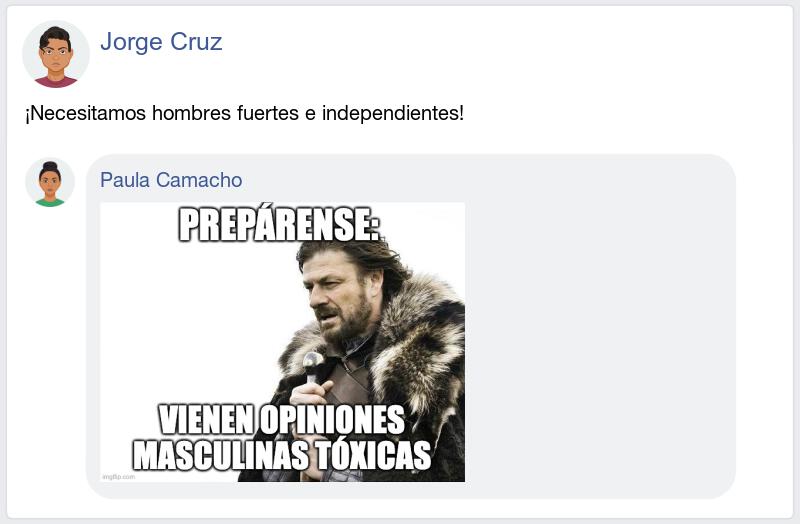 Jorge Cruz
¡Necesitamos hombres fuertes e independientes!
Paula Camacho
PREPÁRENSE:
VIENEN OPINIONES
MASCULINAS TÓXICAS
imgflip.com